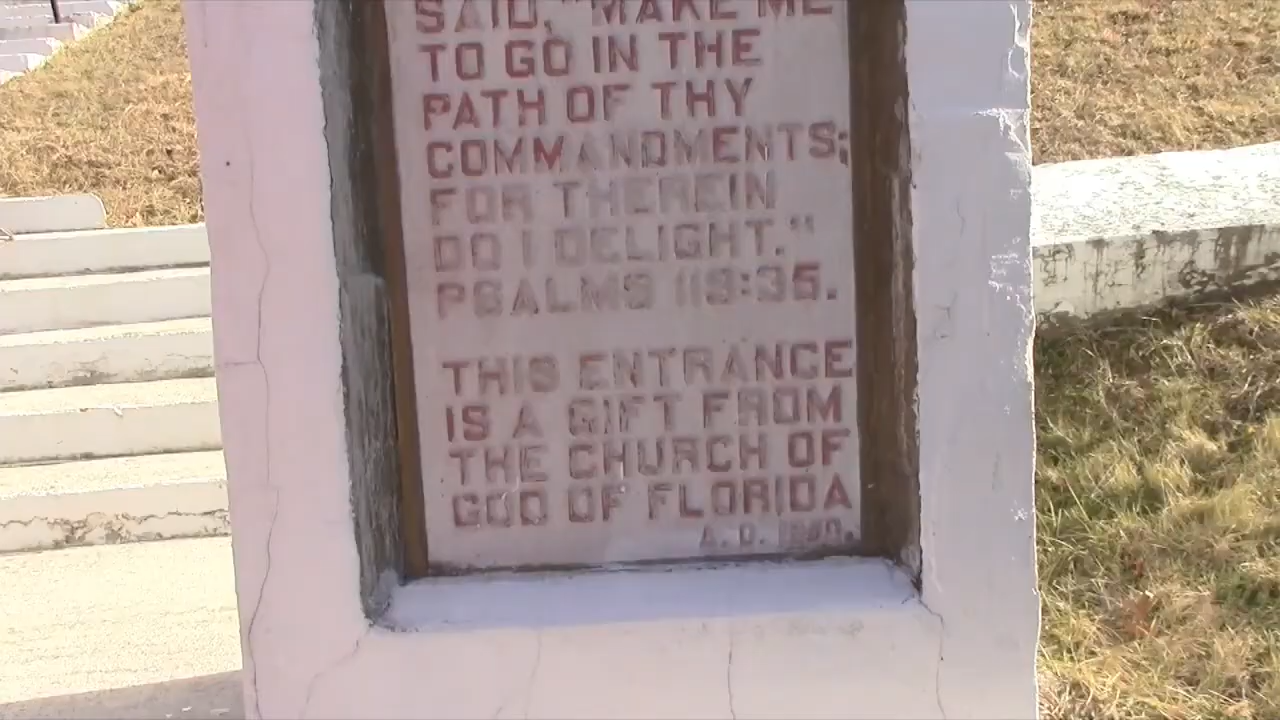 SAID, "MAKE ME
TO GO IN THE
PATH OF THY
COMMANDMENTS;
FOR THEREIN
DO I DELIGHT."
PSALMS 119:35.
THIS ENTRANCE
IS A GIFT FROM
THE CHURCH OF
GOD OF FLORIDA
A. D.